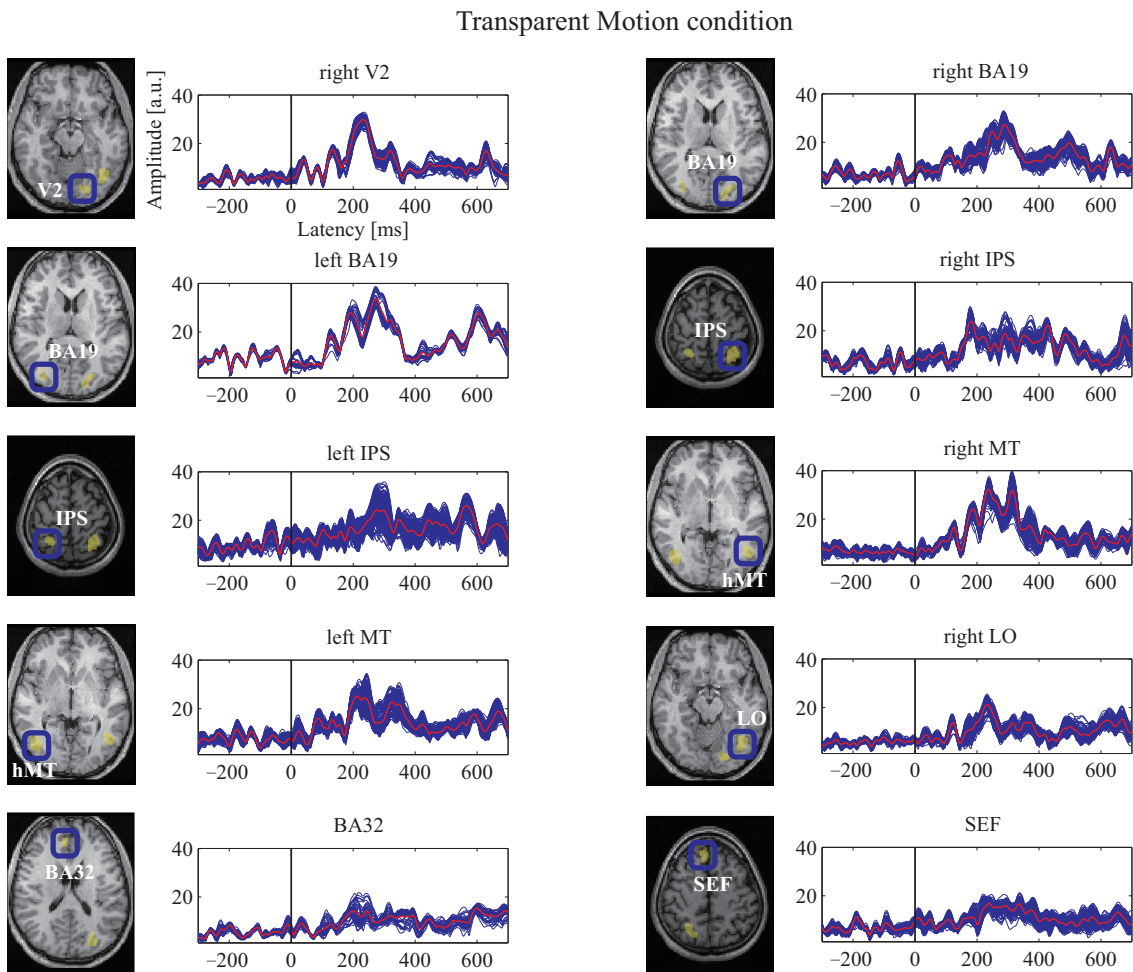 Transparent Motion condition
right V2
Amplitude [a.u.]
40
20
−200 0 200 400 600
Latency [ms]
V2
right BA19
40
20
−200 0 200 400 600
BA19
left BA19
40
20
−200 0 200 400 600
BA19
right IPS
40
20
−200 0 200 400 600
IPS
left IPS
40
20
−200 0 200 400 600
IPS
right MT
40
20
−200 0 200 400 600
hMT
left MT
40
20
−200 0 200 400 600
hMT
right LO
40
20
−200 0 200 400 600
LO
BA32
40
20
−200 0 200 400 600
BA32
SEF
40
20
−200 0 200 400 600
SEF